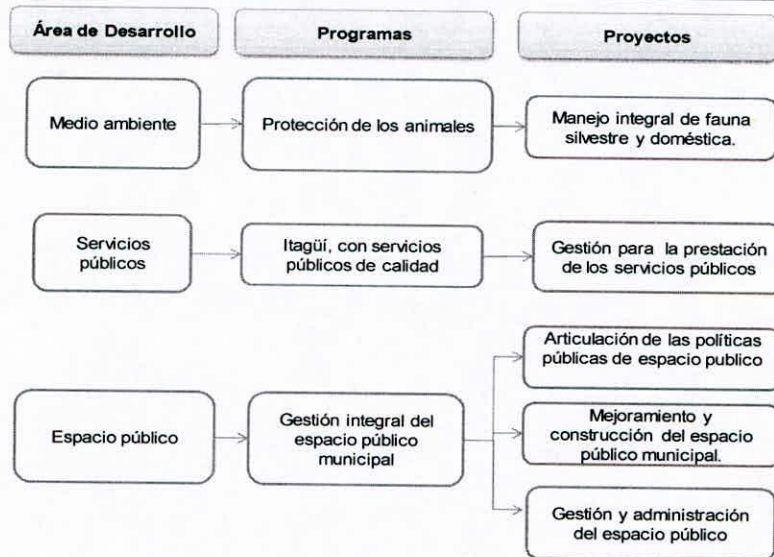 Área de Desarrollo
Programas
Proyectos
Medio ambiente
Protección de los animales
Manejo integral de fauna
silvestre y doméstica.
Servicios
públicos
Itagüí, con servicios
públicos de calidad
Gestión para la prestación
de los servicios públicos
Espacio público
Gestión integral del
espacio público
municipal
Articulación de las políticas
públicas de espacio publico
Mejoramiento y
construcción del espacio
público municipal.
Gestión y administración
del espacio público